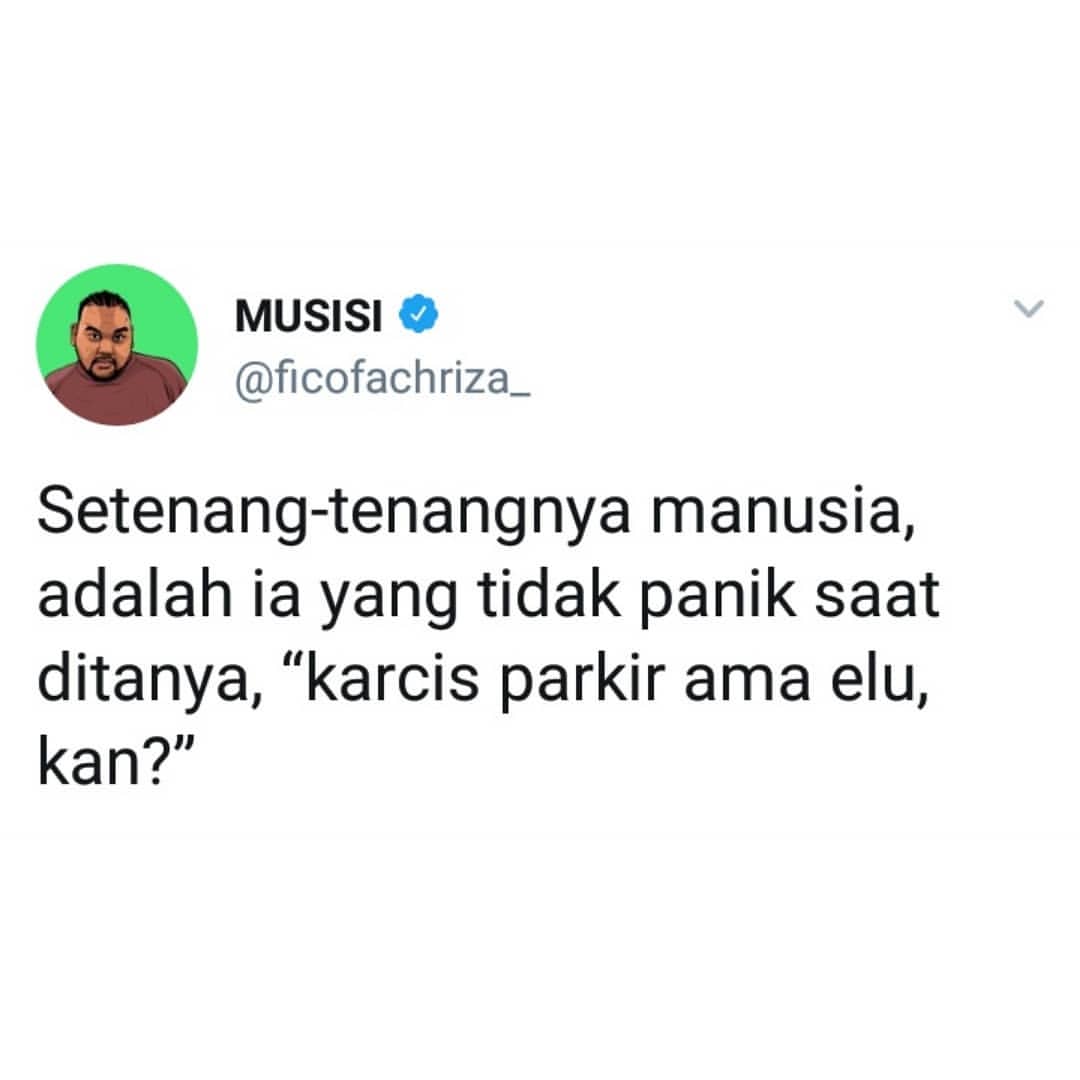 MUSISI
@ficofachriza_
Setenang-tenangnya manusia,
adalah ia yang tidak panik saat
ditanya, “karcis parkir ama elu,
kan?”